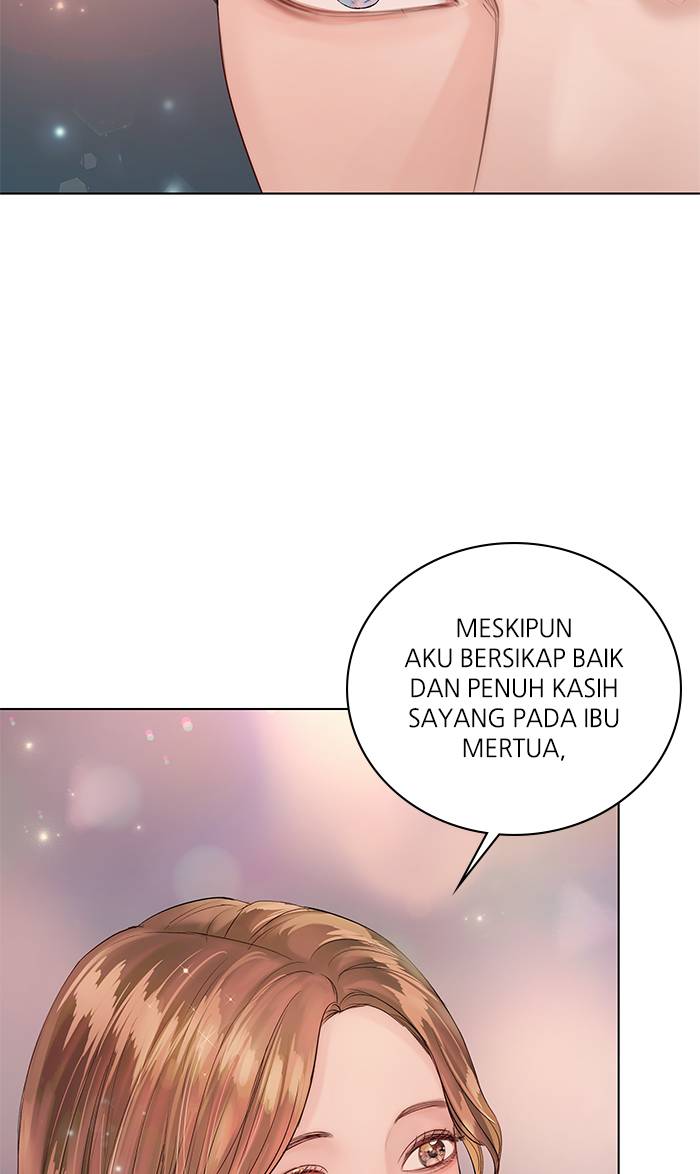 MESKIPUN
AKU BERSIKAP BAIK
DAN PENUH KASIH
SAYANG PADA IBU
MERTUA,